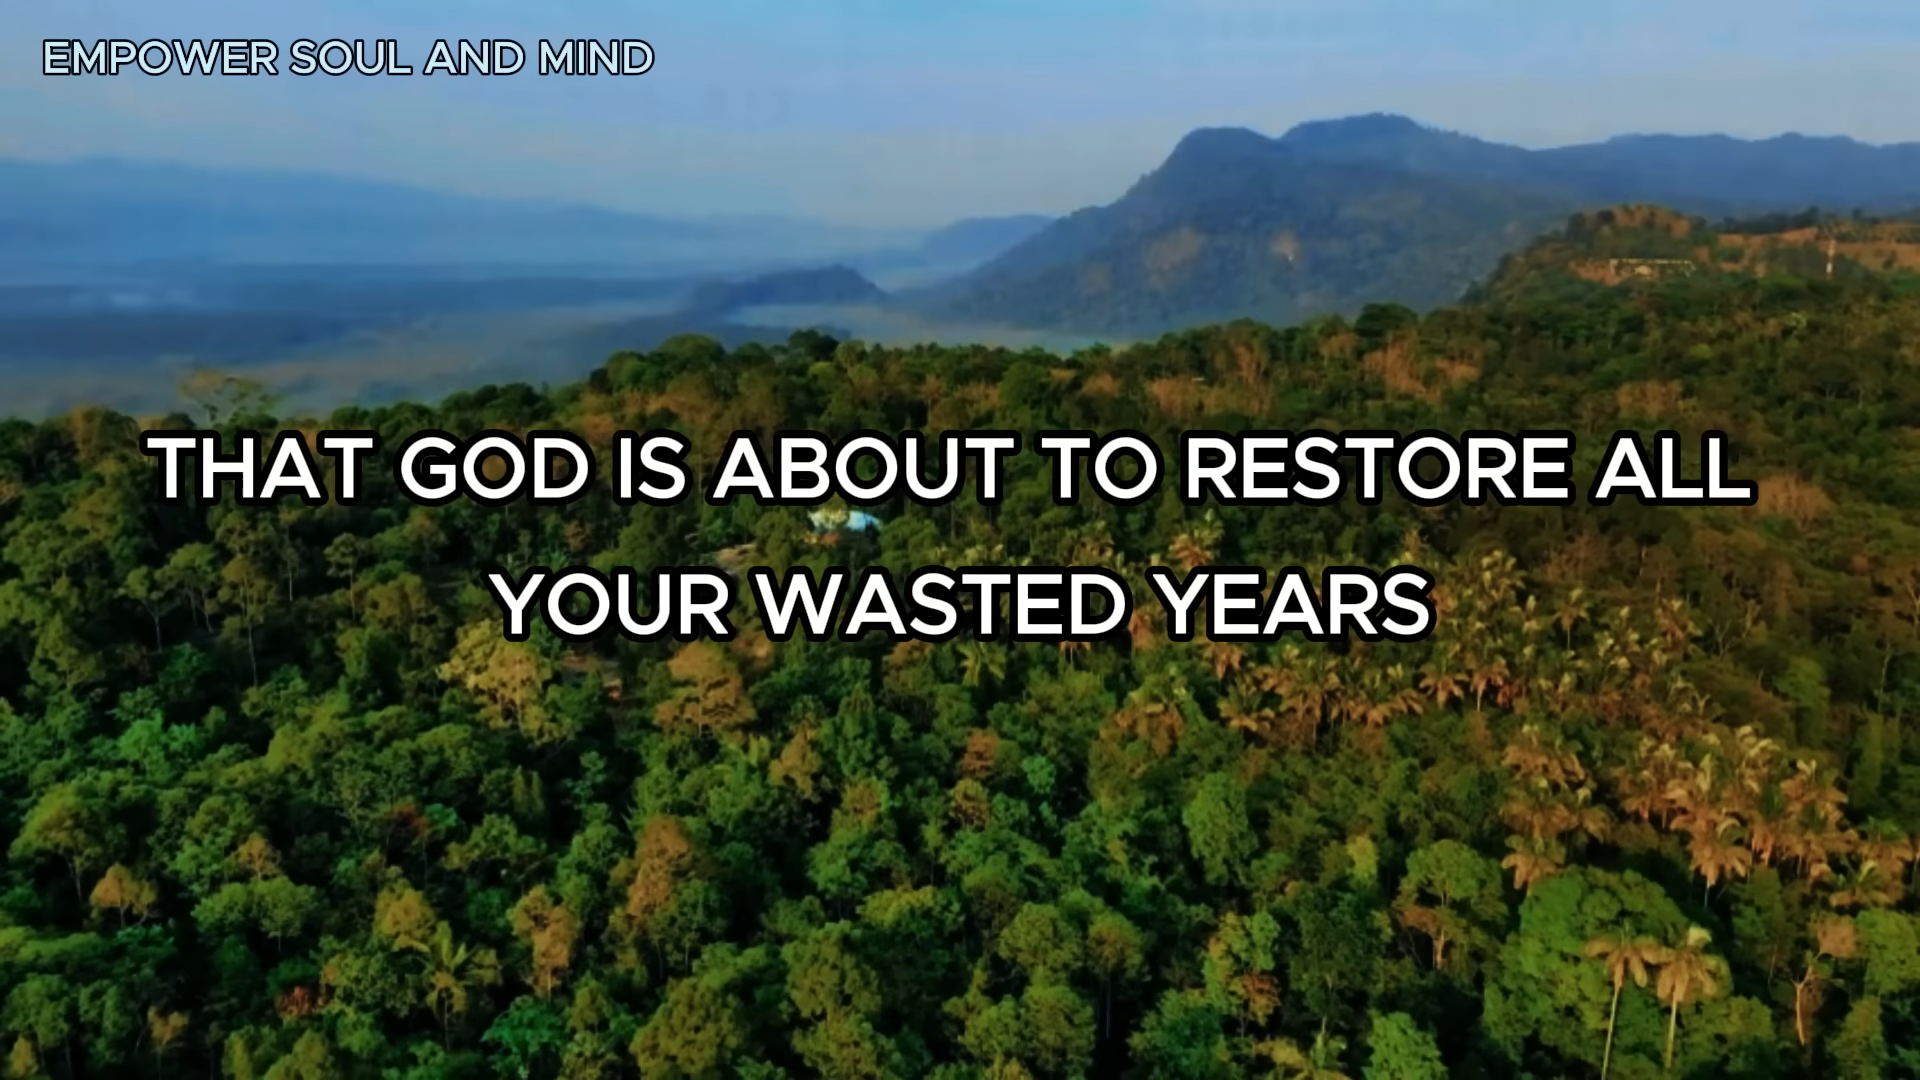 EMPOWER SOUL AND MIND
THAT GOD IS ABOUT TO RESTORE ALL
YOUR WASTED YEARS